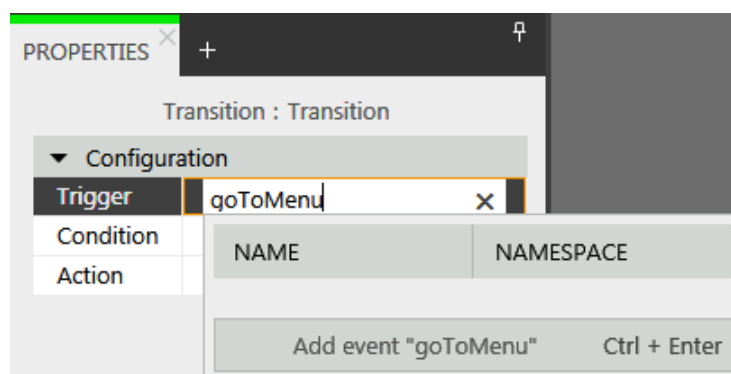 PROPERTIES × +
Transition : Transition
▼ Configuration
Trigger goToMenu ×
Condition
NAME NAMESPACE
Action
Add event "goToMenu" Ctrl + Enter